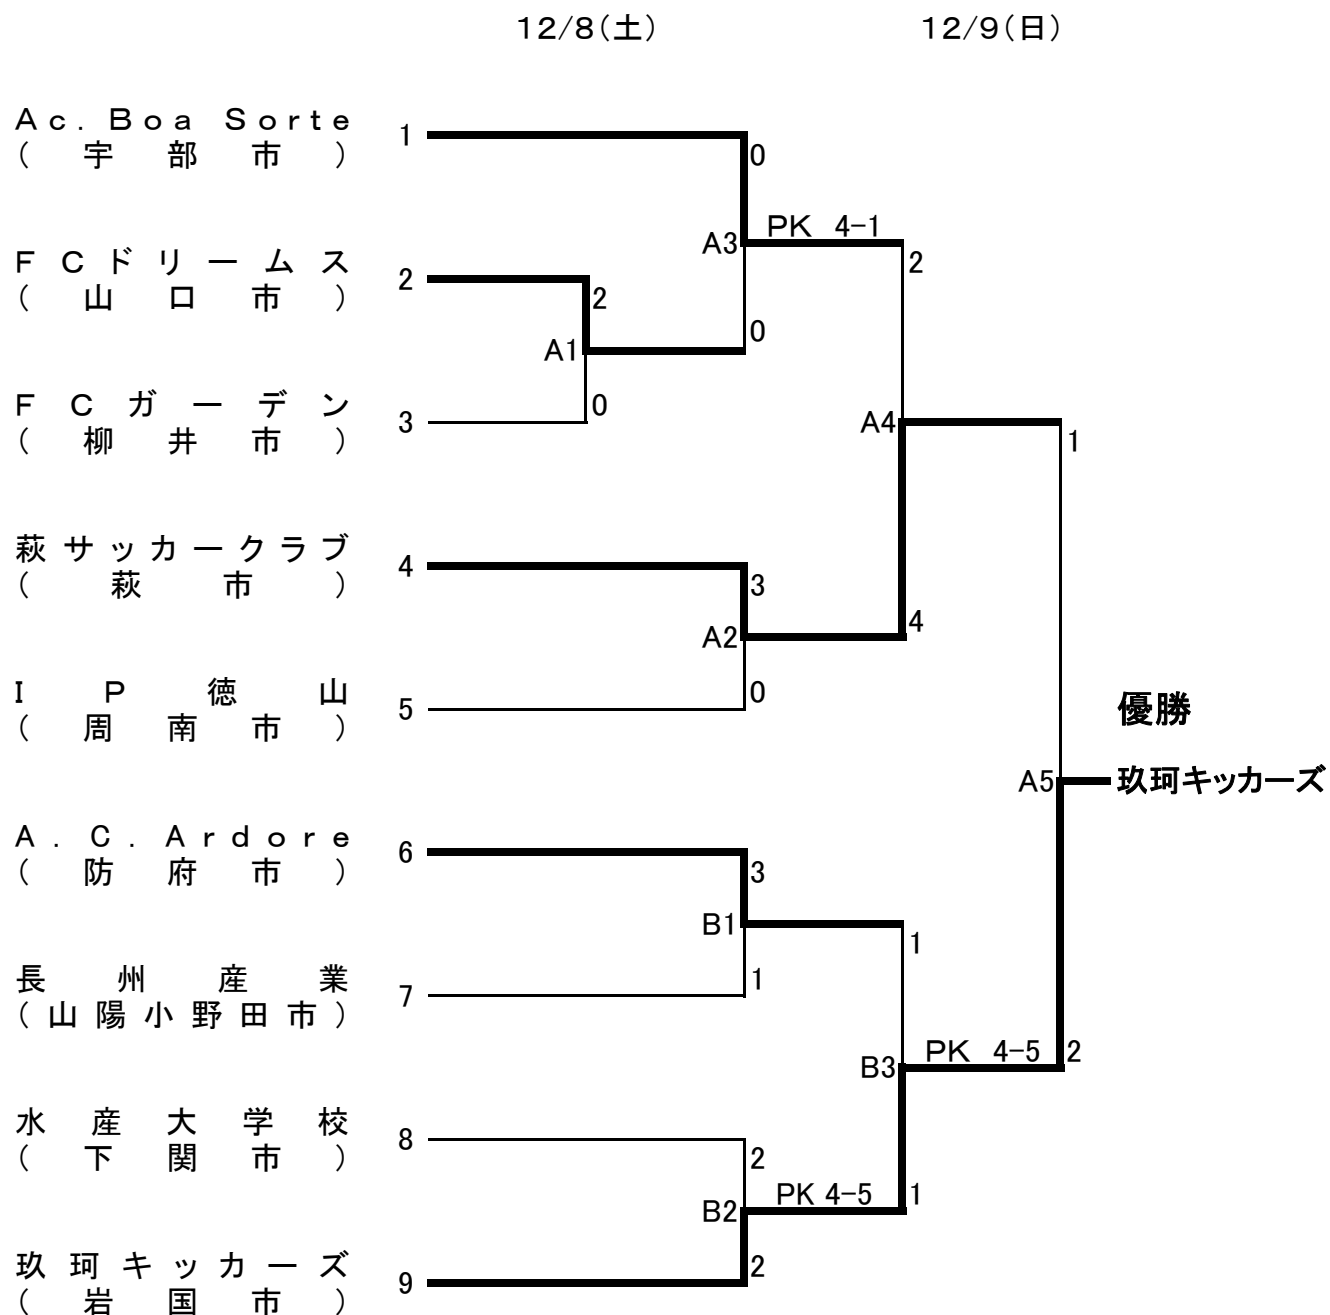 12/8(土) 12/9(日)
Ac. Boa Sorte
(宇部市)
1
0
A3
PK 4-1
2
FCドリームス
(山口市)
2
2
0
A1
FCガーデン
(柳井市)
3
0
A4
1
萩サッカークラブ
(萩市)
4
3
A2
4
IP徳山
(周南市)
5
0
優勝
A5
玖珂キッカーズ
A.C.Ardore
(防府市)
6
3
B1
1
長州産業
(山陽小野田市)
7
1
B3
PK 4-5
2
水産大学校
(下関市)
8
2
B2
PK 4-5
1
玖珂キッカーズ
(岩国市)
9
2